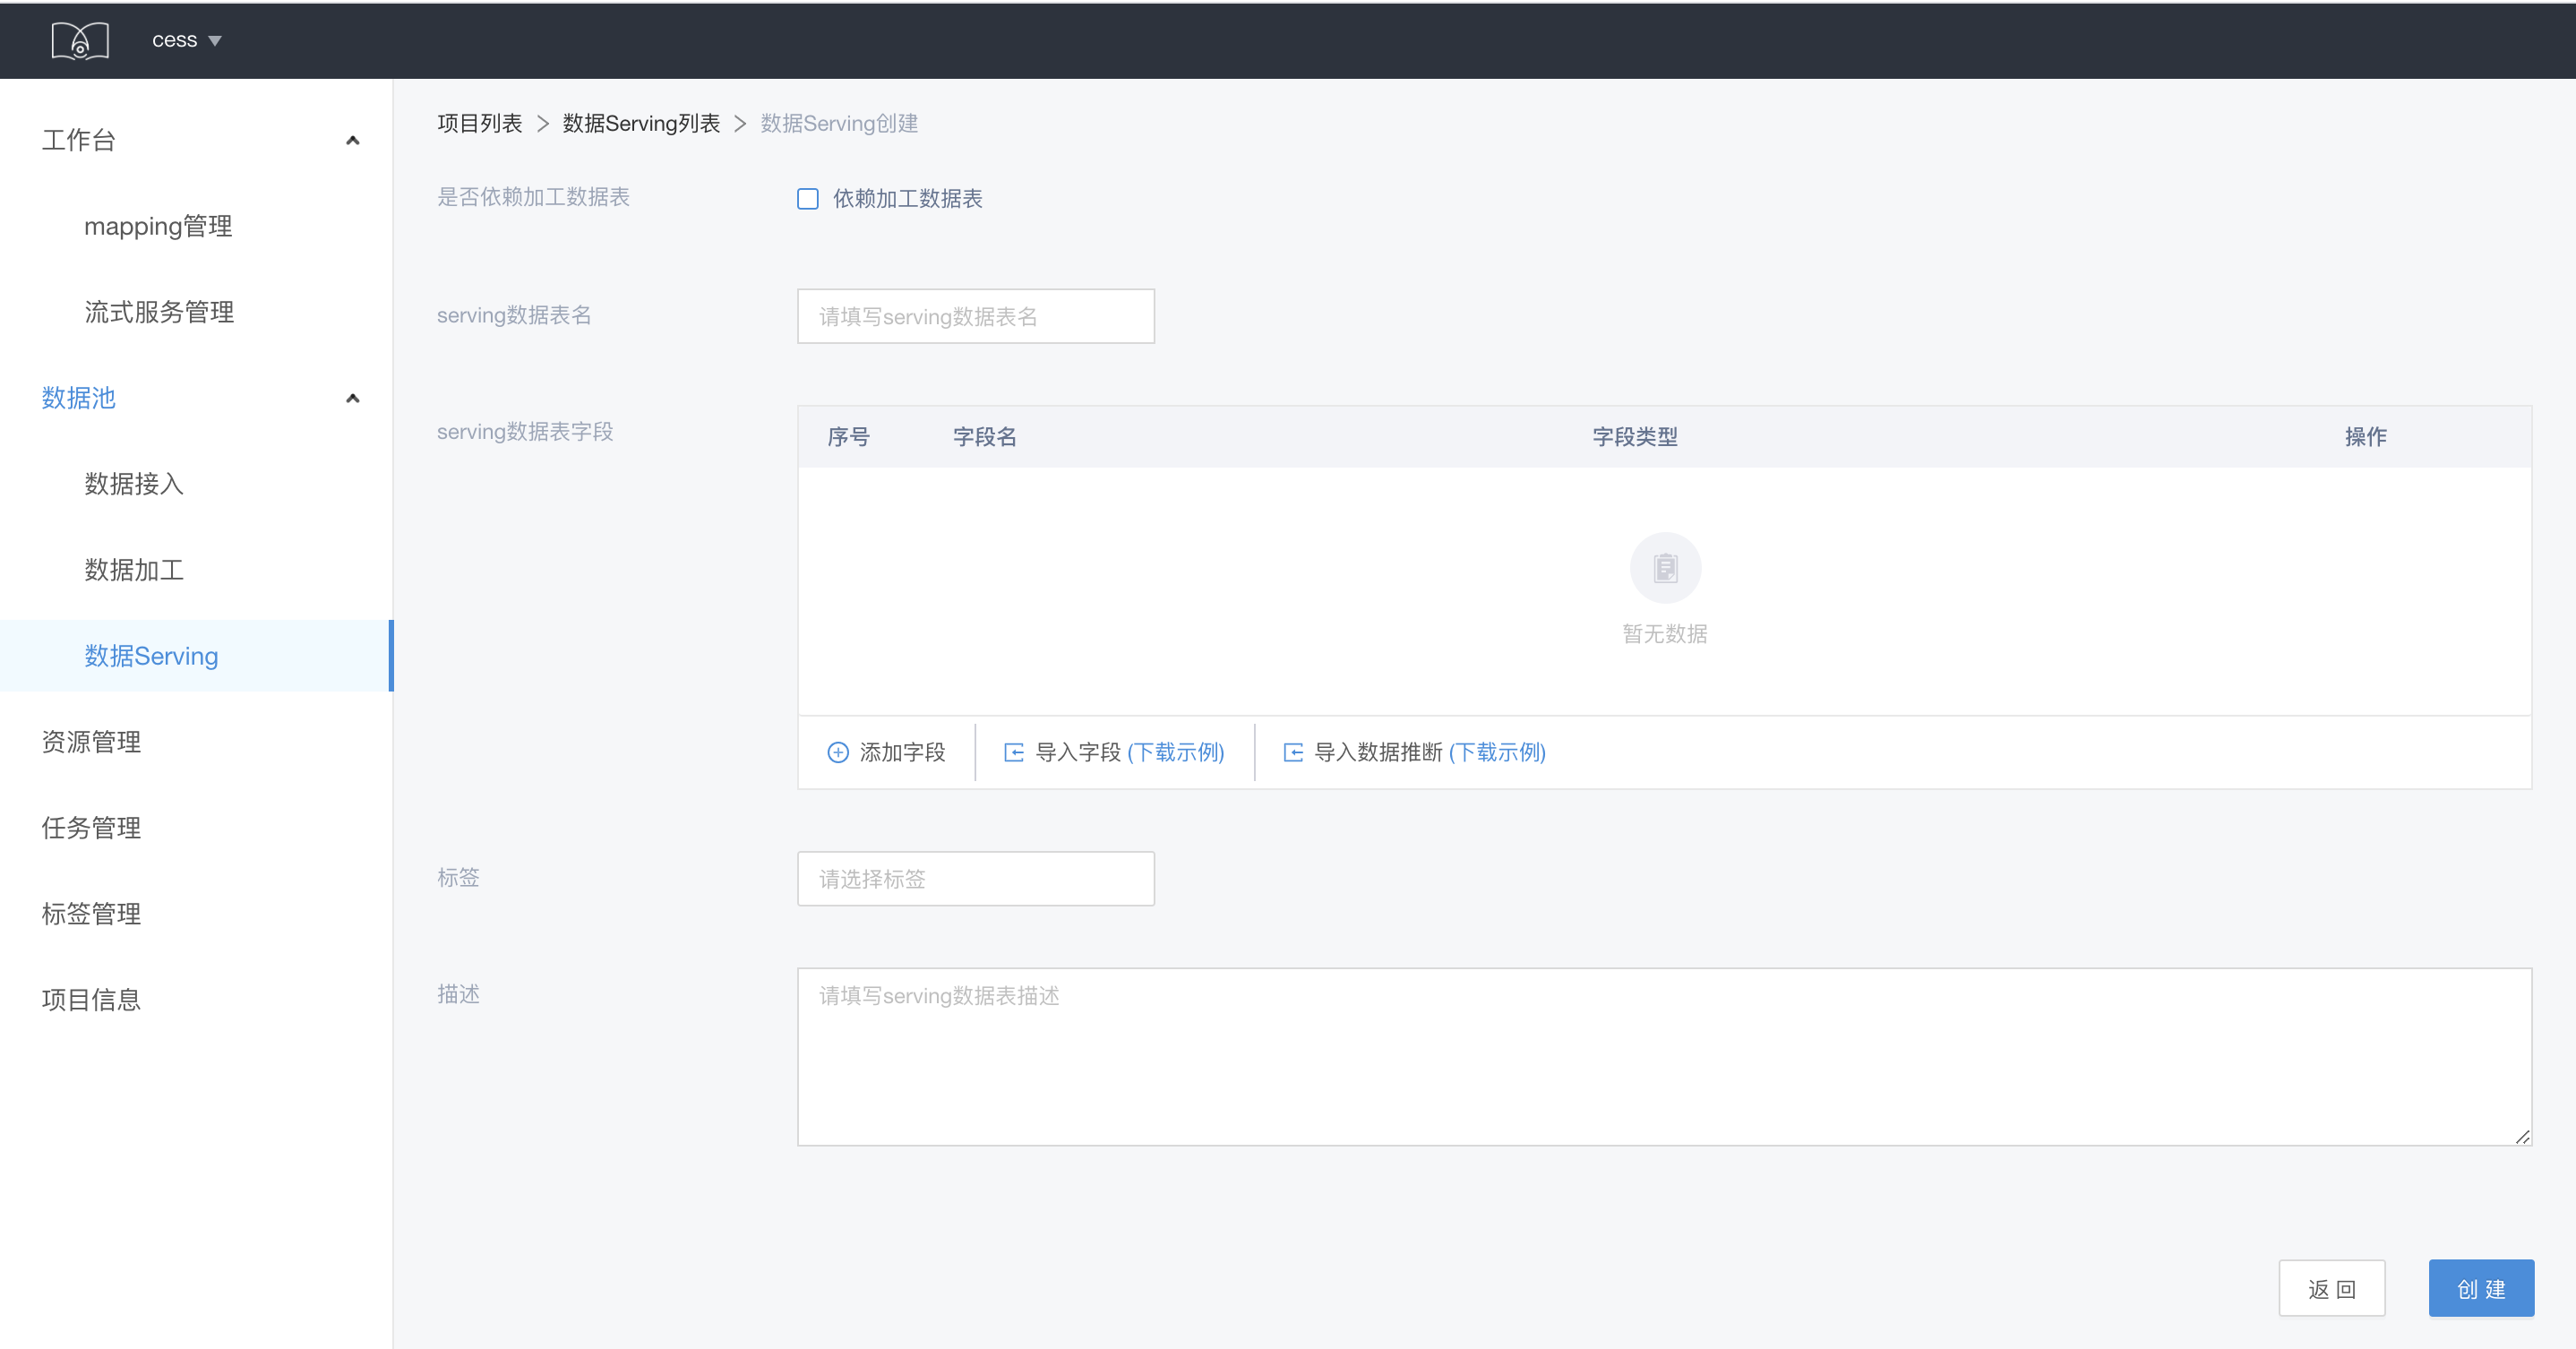 cess
工作台
mapping管理
流式服务管理
数据池
数据接入
数据加工
数据Serving
资源管理
任务管理
标签管理
项目信息
项目列表 > 数据Serving列表 > 数据Serving创建
是否依赖加工数据表 依赖加工数据表
serving数据表名 请填写serving数据表名
serving数据表字段
序号 字段名 字段类型 操作
暂无数据
添加字段 导入字段 (下载示例) 导入数据推断 (下载示例)
标签 请选择标签
描述 请填写serving数据表描述
返 回 创 建